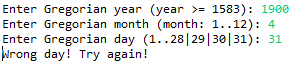 Enter Gregorian year (year >= 1583): 1900
Enter Gregorian month (month: 1..12): 4
Enter Gregorian day (1..28|29|30|31): 31
Wrong day! Try again!